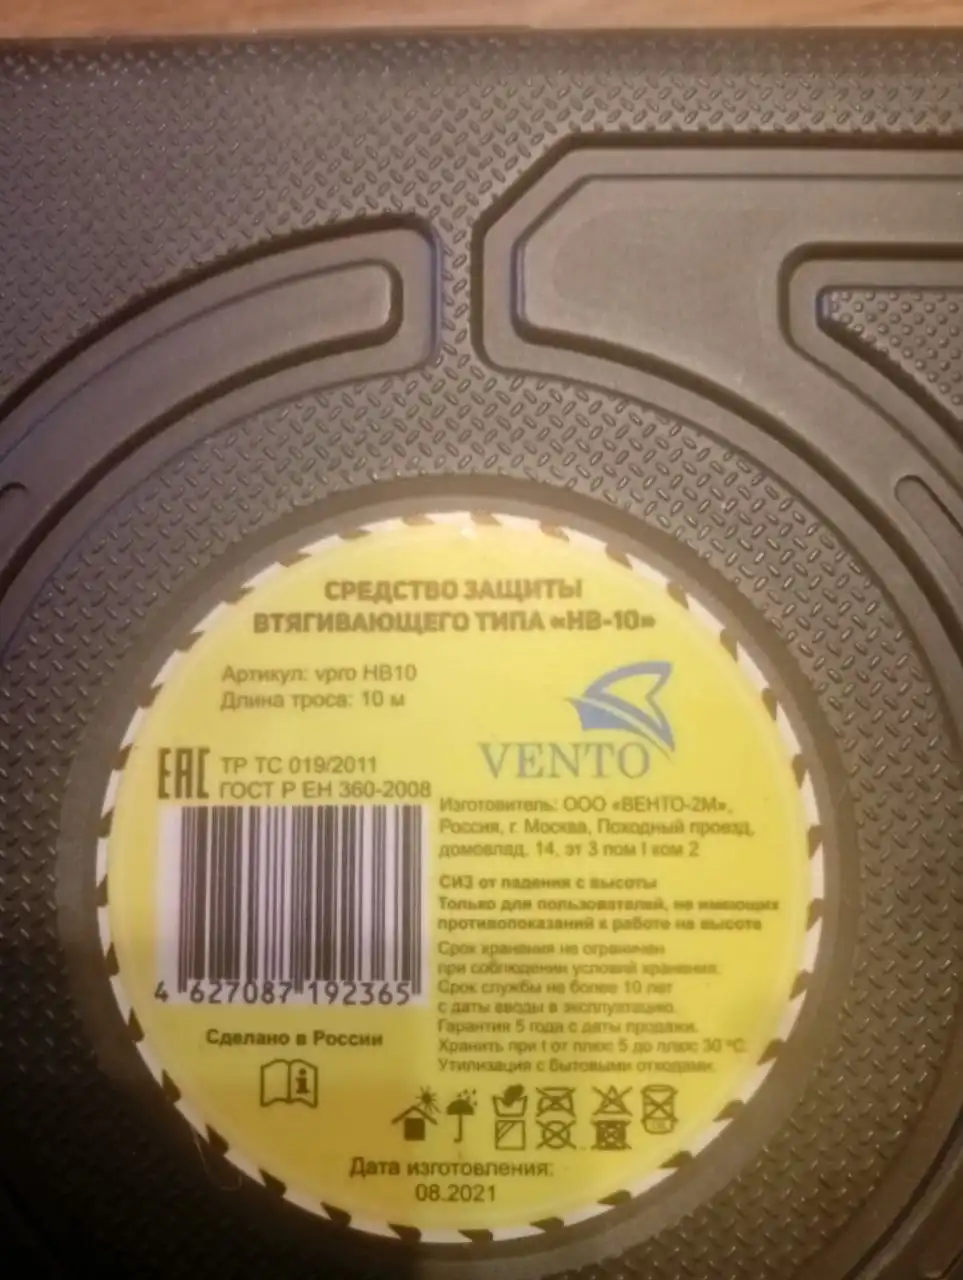 СРЕДСТВО ЗАЩИТЫ
ВТЯГИВАЮЩЕГО ТИПА «НВ-10»
Артикул: vpro HB10
Длина троса: 10 м
VENTO
ЕАС
ТР ТС 019/2011
ГОСТ Р ЕН 360-2008
Изготовитель: ООО «ВЕНТО-2М»,
Россия, г. Москва, Походный проезд,
домовлад. 14, эт 3 пом I ком 2
СИЗ от падения с высоты
Только для пользователей, не имеющих
противопоказаний к работе на высоте
Срок хранения не ограничен
при соблюдении условий хранения.
Срок службы не более 10 лет
с даты вводы в эксплуатацию.
Гарантия 5 года с даты продажи.
Хранить при t от плюс 5 до плюс 30 °С.
Утилизация с бытовыми отходами.
4 627087 192365
Сделано в России
Дата изготовления:
08.2021